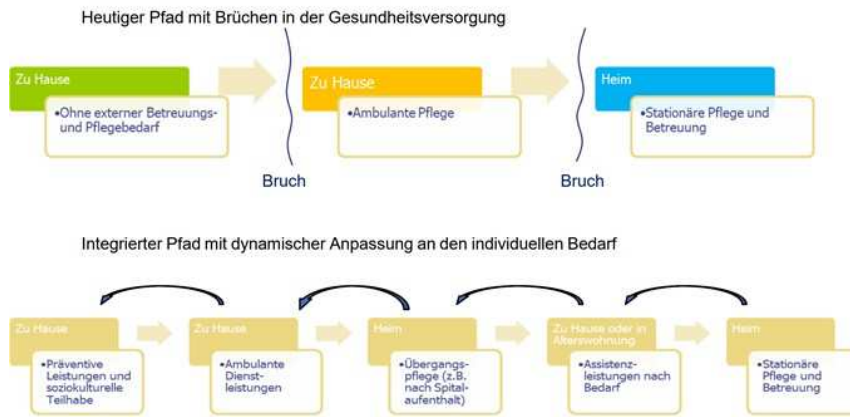 Heutiger Pfad mit Brüchen in der Gesundheitsversorgung
Zu Hause
•Ohne externer Betreuungs-
und Pflegebedarf
Zu Hause
•Ambulante Pflege
Heim
•Stationäre Pflege und
Betreuung
Bruch
Bruch
Integrierter Pfad mit dynamischer Anpassung an den individuellen Bedarf
Zu Hause
•Präventive
Leistungen und
soziokulturelle
Teilhabe
Zu Hause
•Ambulante
Dienst-
leistungen
Heim
•Übergangs-
pflege (z.B.
nach Spital-
aufenthalt)
Zu Hause oder in
Alterswohnung
•Assistenz-
leistungen nach
Bedarf
Heim
•Stationäre
Pflege und
Betreuung